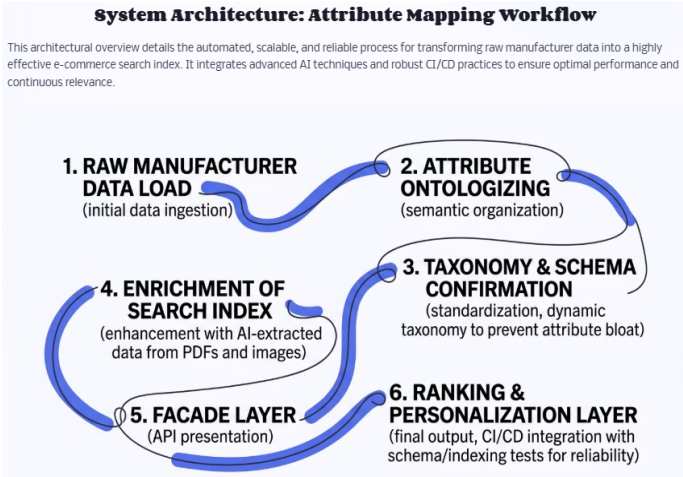 System Architecture: Attribute Mapping Workflow
This architectural overview details the automated, scalable, and reliable process for transforming raw manufacturer data into a highly
effective e-commerce search index. It integrates advanced AI techniques and robust CI/CD practices to ensure optimal performance and
continuous relevance.
1. RAW MANUFACTURER
DATA LOAD
(initial data ingestion)
2. ATTRIBUTE
ONTOLOGIZING
(semantic organization)
3. TAXONOMY & SCHEMA
CONFIRMATION
(standardization, dynamic
taxonomy to prevent attribute bloat)
4. ENRICHMENT OF
SEARCH INDEX
(enhancement with AI-extracted
data from PDFs and images)
5. FACADE LAYER
(API presentation)
6. RANKING &
PERSONALIZATION LAYER
(final output, CI/CD integration with
schema/indexing tests for reliability)